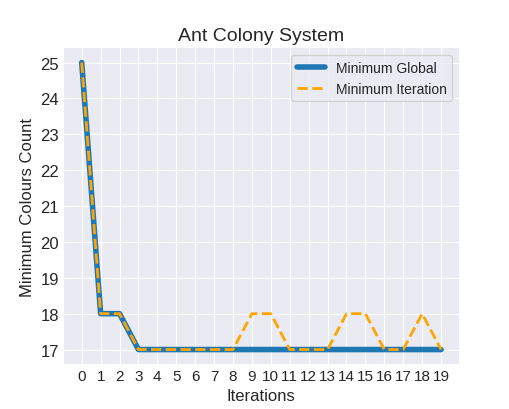 Ant Colony System
Minimum Global
Minimum Iteration
Minimum Colours Count
25
24
23
22
21
20
19
18
17
0 1 2 3 4 5 6 7 8 9 10 11 12 13 14 15 16 17 18 19
Iterations